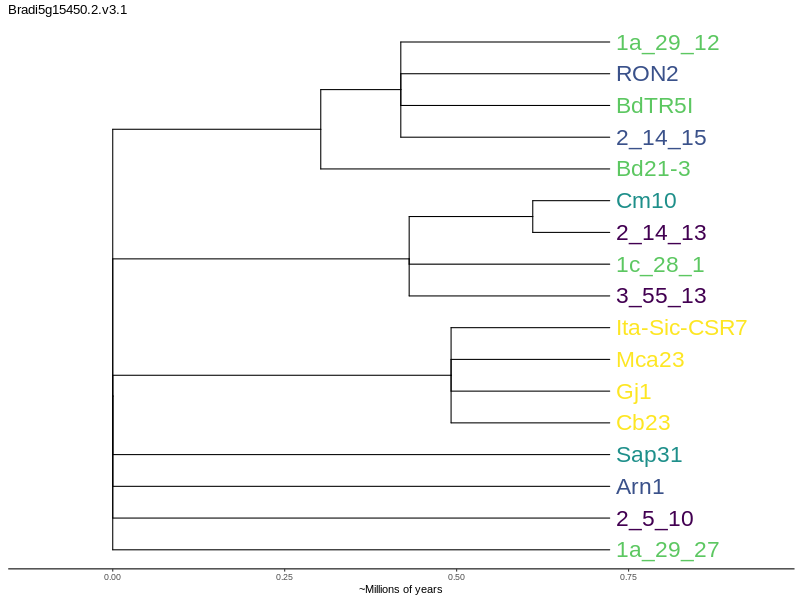 Bradi5g15450.2.v3.1
1a_29_12
RON2
BdTR5I
2_14_15
Bd21-3
Cm10
2_14_13
1c_28_1
3_55_13
Ita-Sic-CSR7
Mca23
Gj1
Cb23
Sap31
Arn1
2_5_10
1a_29_27
0.00 0.25 0.50 0.75
~Millions of years